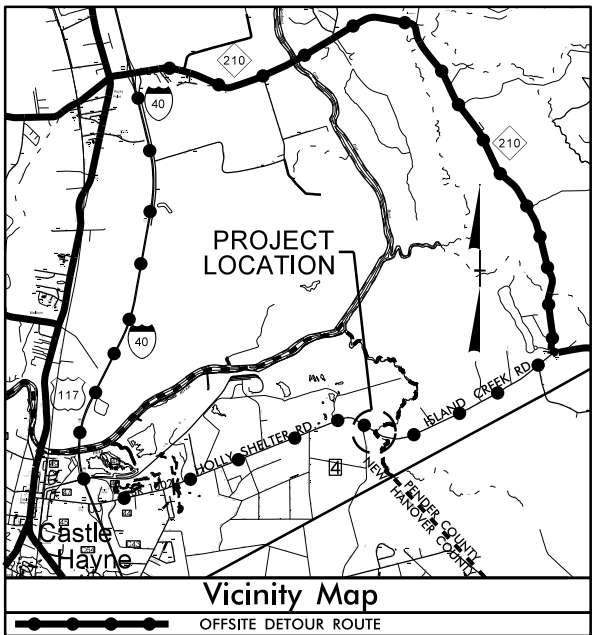 210
40
210
PROJECT
LOCATION
40
117
ISLAND CREEK RD
HOLLY SHELTER RD
4
PENDER COUNTY
NEW HANOVER COUNTY
Castle
Hayne
Vicinity Map
OFFSITE DETOUR ROUTE